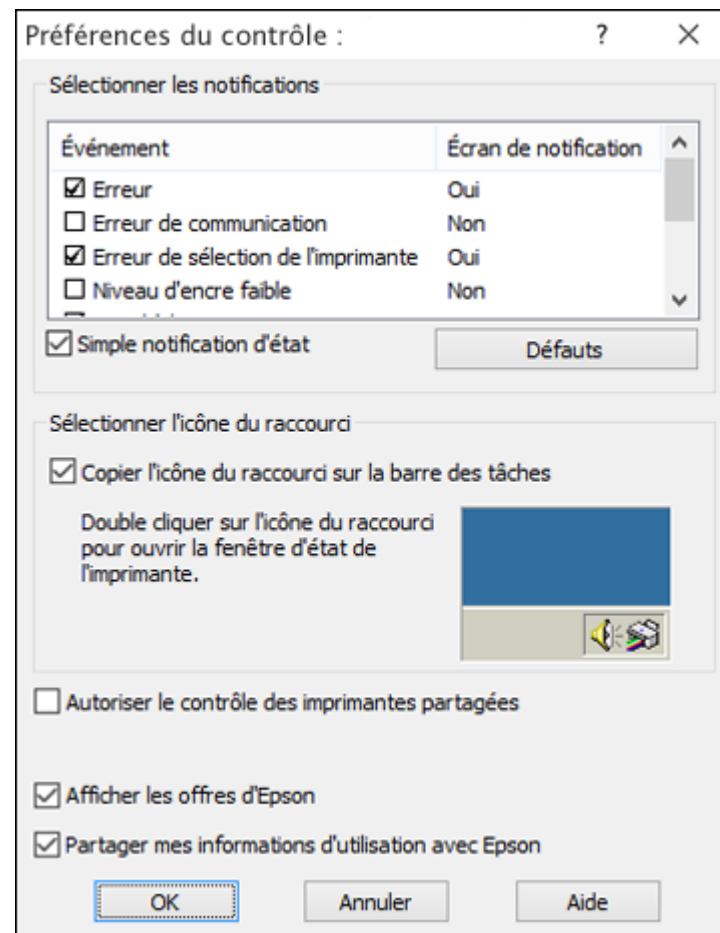 Préférences du contrôle : ? ×
Sélectionner les notifications
Événement Écran de notification
Erreur Oui
Erreur de communication Non
Erreur de sélection de l'imprimante Oui
Niveau d'encre faible Non
Simple notification d'état Défauts
Sélectionner l'icône du raccourci
Copier l'icône du raccourci sur la barre des tâches
Double cliquer sur l'icône du raccourci
pour ouvrir la fenêtre d'état de
l'imprimante.
Autoriser le contrôle des imprimantes partagées
Afficher les offres d'Epson
Partager mes informations d'utilisation avec Epson
OK Annuler Aide